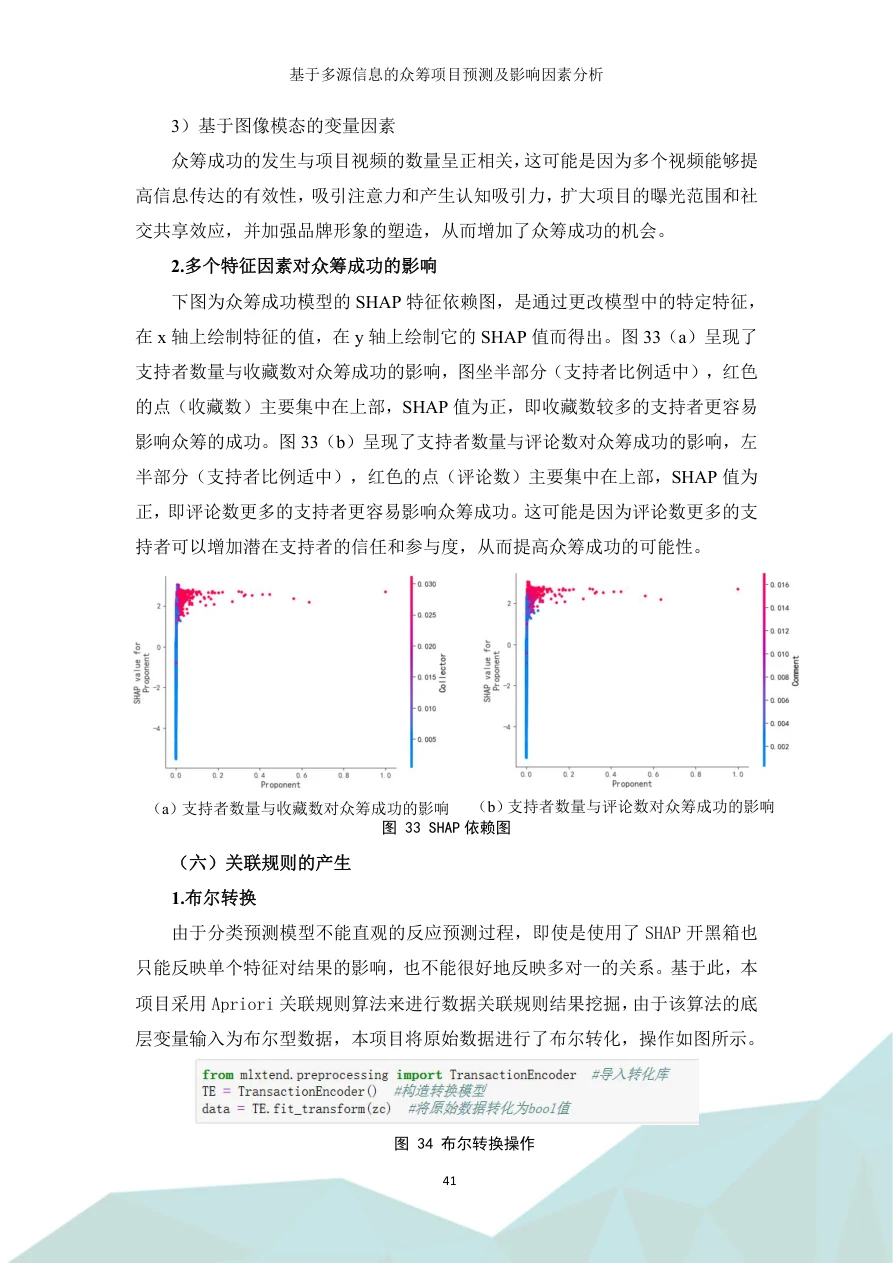 基于多源信息的众筹项目预测及影响因素分析
3）基于图像模态的变量因素
众筹成功的发生与项目视频的数量呈正相关，这可能是因为多个视频能够提
高信息传达的有效性，吸引注意力和产生认知吸引力，扩大项目的曝光范围和社
交共享效应，并加强品牌形象的塑造，从而增加了众筹成功的机会。
2.多个特征因素对众筹成功的影响
下图为众筹成功模型的 SHAP 特征依赖图，是通过更改模型中的特定特征，
在 x 轴上绘制特征的值，在 y 轴上绘制它的 SHAP 值而得出。图 33（a）呈现了
支持者数量与收藏数对众筹成功的影响，图坐半部分（支持者比例适中），红色
的点（收藏数）主要集中在上部，SHAP 值为正，即收藏数较多的支持者更容易
影响众筹的成功。图 33（b）呈现了支持者数量与评论数对众筹成功的影响，左
半部分（支持者比例适中），红色的点（评论数）主要集中在上部，SHAP 值为
正，即评论数更多的支持者更容易影响众筹成功。这可能是因为评论数更多的支
持者可以增加潜在支持者的信任和参与度，从而提高众筹成功的可能性。
SHAP value for
Proponent
2
0
−2
−4
0.0 0.2 0.4 0.6 0.8 1.0
Proponent
0.030
0.025
0.020
0.015
0.010
0.005
Collector
SHAP value for
Proponent
2
0
−2
−4
0.0 0.2 0.4 0.6 0.8 1.0
Proponent
0.016
0.014
0.012
0.010
0.008
0.006
0.004
0.002
Comment
（a）支持者数量与收藏数对众筹成功的影响 （b）支持者数量与评论数对众筹成功的影响
图 33 SHAP 依赖图
（六）关联规则的产生
1.布尔转换
由于分类预测模型不能直观的反应预测过程，即使是使用了 SHAP 开黑箱也
只能反映单个特征对结果的影响，也不能很好地反映多对一的关系。基于此，本
项目采用 Apriori 关联规则算法来进行数据关联规则结果挖掘，由于该算法的底
层变量输入为布尔型数据，本项目将原始数据进行了布尔转化，操作如图所示。
from mlxtend.preprocessing import TransactionEncoder #导入转化库
TE = TransactionEncoder() #构造转换模型
data = TE.fit_transform(zc) #将原始数据转化为bool值
图 34 布尔转换操作
41